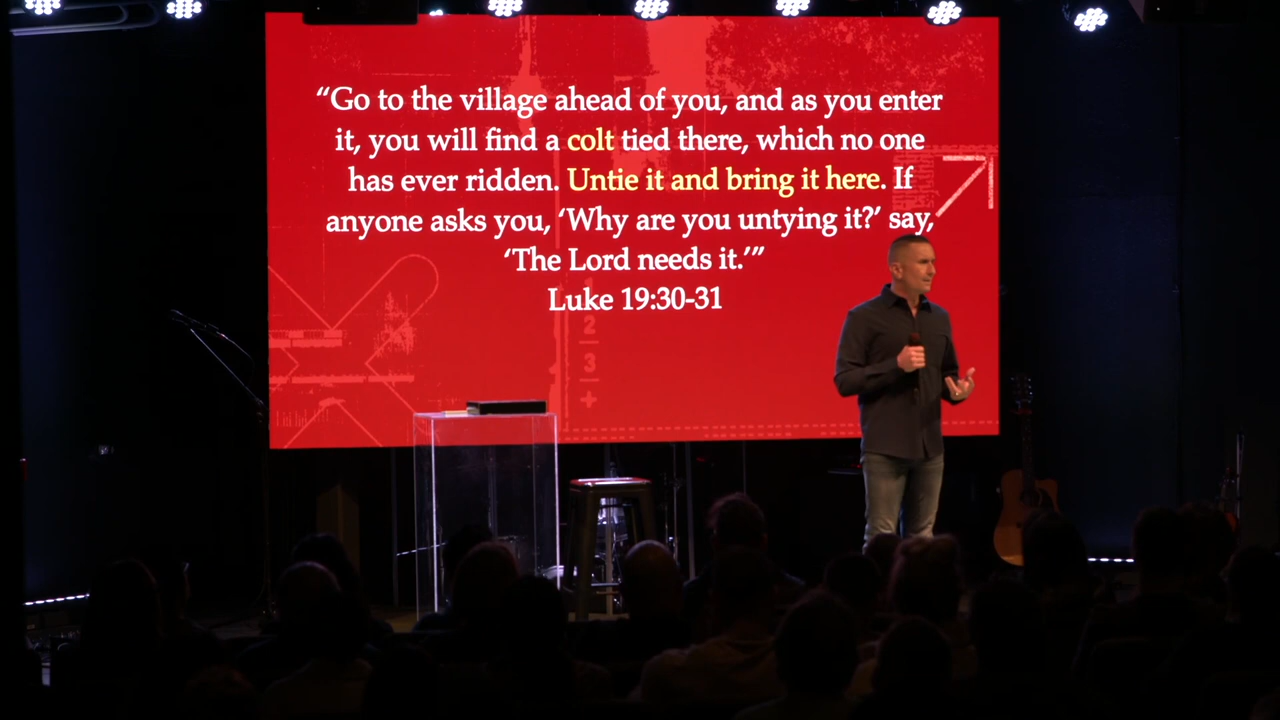 “Go to the village ahead of you, and as you enter
it, you will find a colt tied there, which no one
has ever ridden. Untie it and bring it here. If
anyone asks you, ‘Why are you untying it?’ say,
‘The Lord needs it.’”
Luke 19:30-31
2
3
+